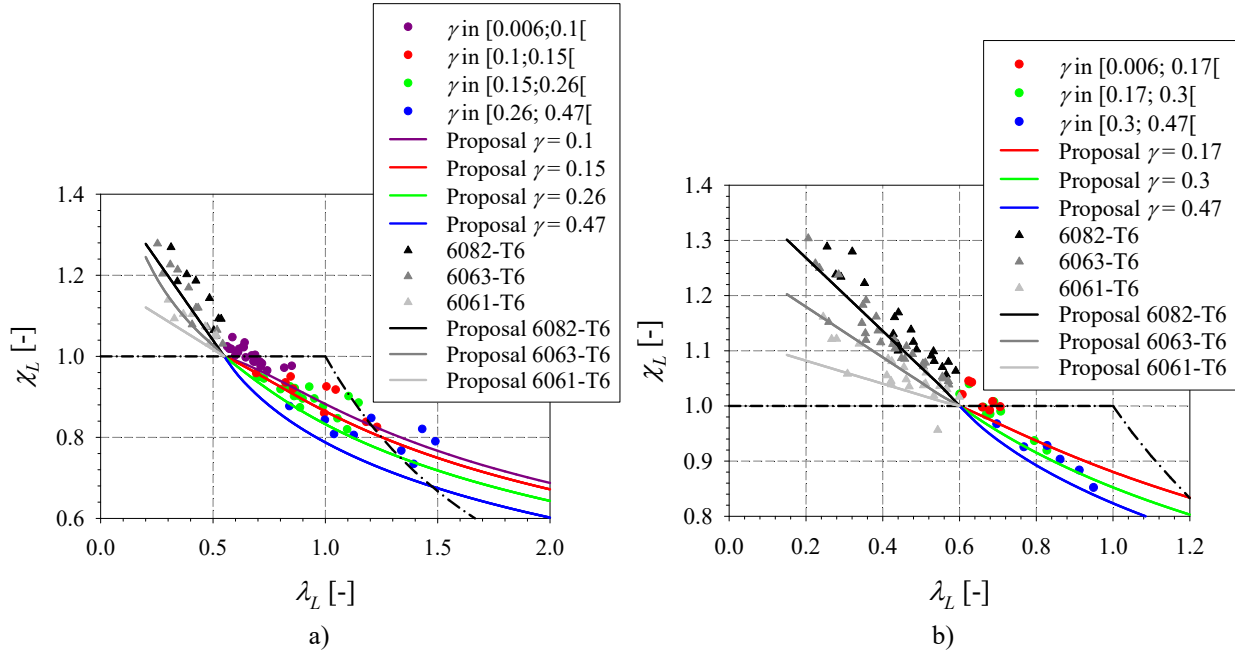 γ in [0.006;0.1[
γ in [0.1;0.15[
γ in [0.15;0.26[
γ in [0.26; 0.47[
Proposal γ = 0.1
Proposal γ = 0.15
Proposal γ = 0.26
Proposal γ = 0.47
6082-T6
6063-T6
6061-T6
Proposal 6082-T6
Proposal 6063-T6
Proposal 6061-T6
1.4
1.2
1.0
0.8
0.6
χL [-]
0.0 0.5 1.0 1.5 2.0
λL [-]
a)
γ in [0.006; 0.17[
γ in [0.17; 0.3[
γ in [0.3; 0.47[
Proposal γ = 0.17
Proposal γ = 0.3
Proposal γ = 0.47
6082-T6
6063-T6
6061-T6
Proposal 6082-T6
Proposal 6063-T6
Proposal 6061-T6
1.4
1.3
1.2
1.1
1.0
0.9
0.8
χL [-]
0.0 0.2 0.4 0.6 0.8 1.0 1.2
λL [-]
b)